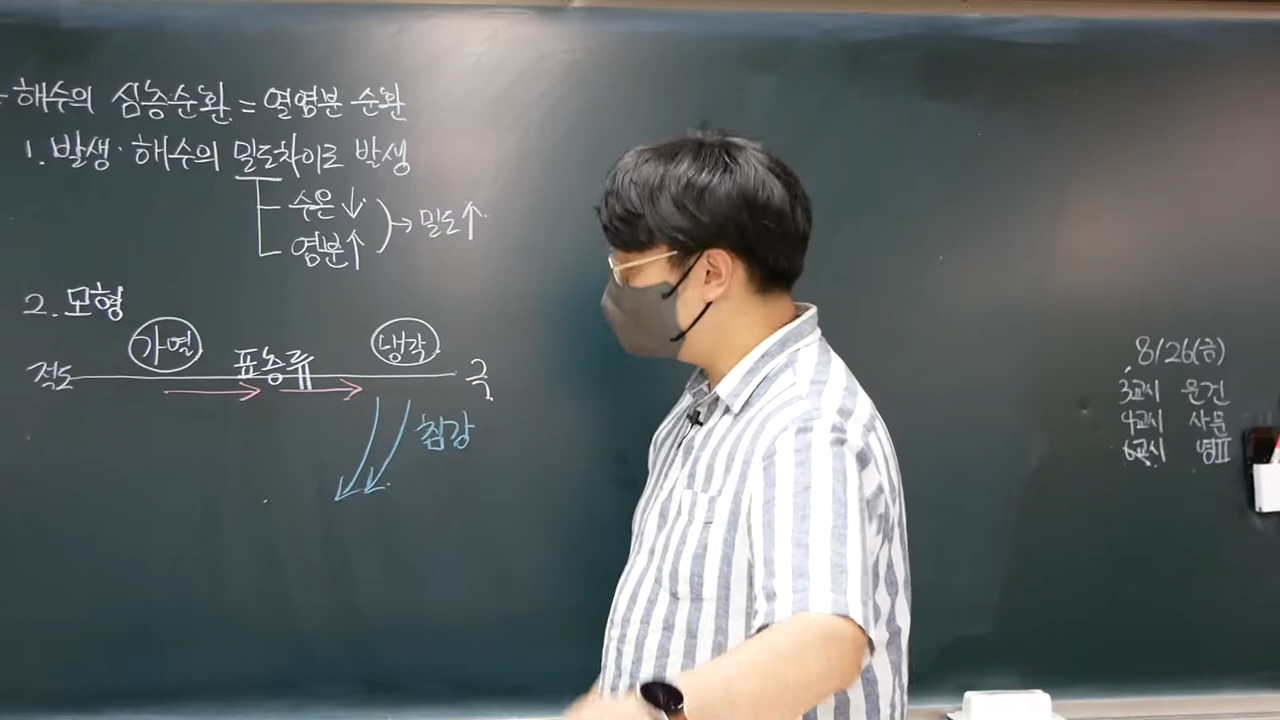 해수의 심층순환 = 열염분 순환
1. 발생 · 해수의 밀도차이로 발생
수온↓
염분↑
→ 밀도↑
2. 모형
가열
냉각
적도
표층류
극
침강
8/26(금)
3교시 운건
4교시 사문
6교시 명Ⅱ